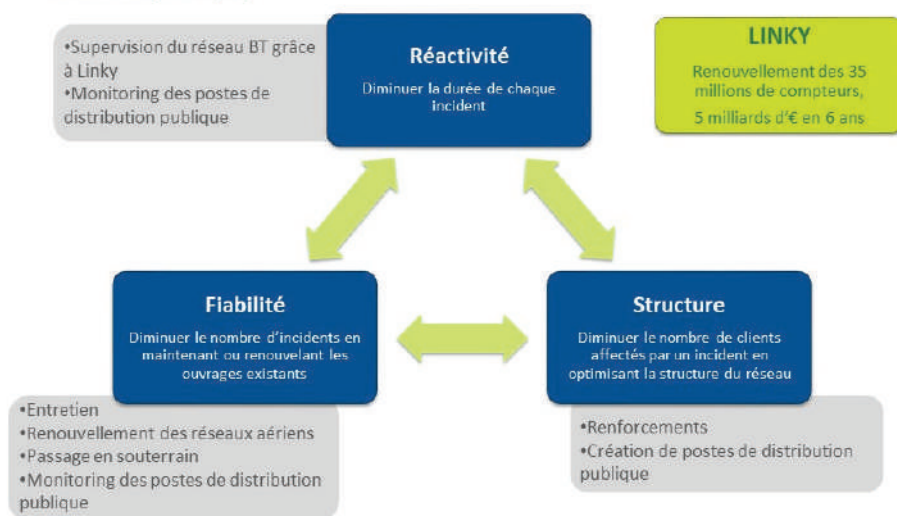 •Supervision du réseau BT grâce
à Linky
•Monitoring des postes de
distribution publique
Réactivité
Diminuer la durée de chaque
incident
LINKY
Renouvellement des 35
millions de compteurs,
5 milliards d'€ en 6 ans
Fiabilité
Diminuer le nombre d'incidents en
maintenant ou renouvelant les
ouvrages existants
•Entretien
•Renouvellement des réseaux aériens
•Passage en souterrain
•Monitoring des postes de distribution
publique
Structure
Diminuer le nombre de clients
affectés par un incident en
optimisant la structure du réseau
•Renforcements
•Création de postes de distribution
publique